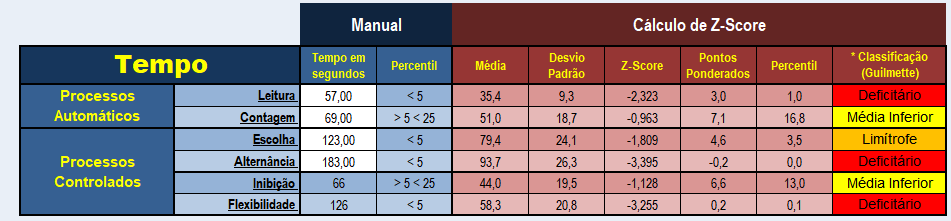 Manual Cálculo de Z-Score
Tempo Tempo em segundos Percentil Média Desvio Padrão Z-Score Pontos Ponderados Percentil * Classificação (Guilmette)
Processos Automáticos Leitura 57,00 < 5 35,4 9,3 -2,323 3,0 1,0 Deficitário
Contagem 69,00 > 5 < 25 51,0 18,7 -0,963 7,1 16,8 Média Inferior
Processos Controlados Escolha 123,00 < 5 79,4 24,1 -1,809 4,6 3,5 Limítrofe
Alternância 183,00 < 5 93,7 26,3 -3,395 -0,2 0,0 Deficitário
Inibição 66 > 5 < 25 44,0 19,5 -1,128 6,6 13,0 Média Inferior
Flexibilidade 126 < 5 58,3 20,8 -3,255 0,2 0,1 Deficitário